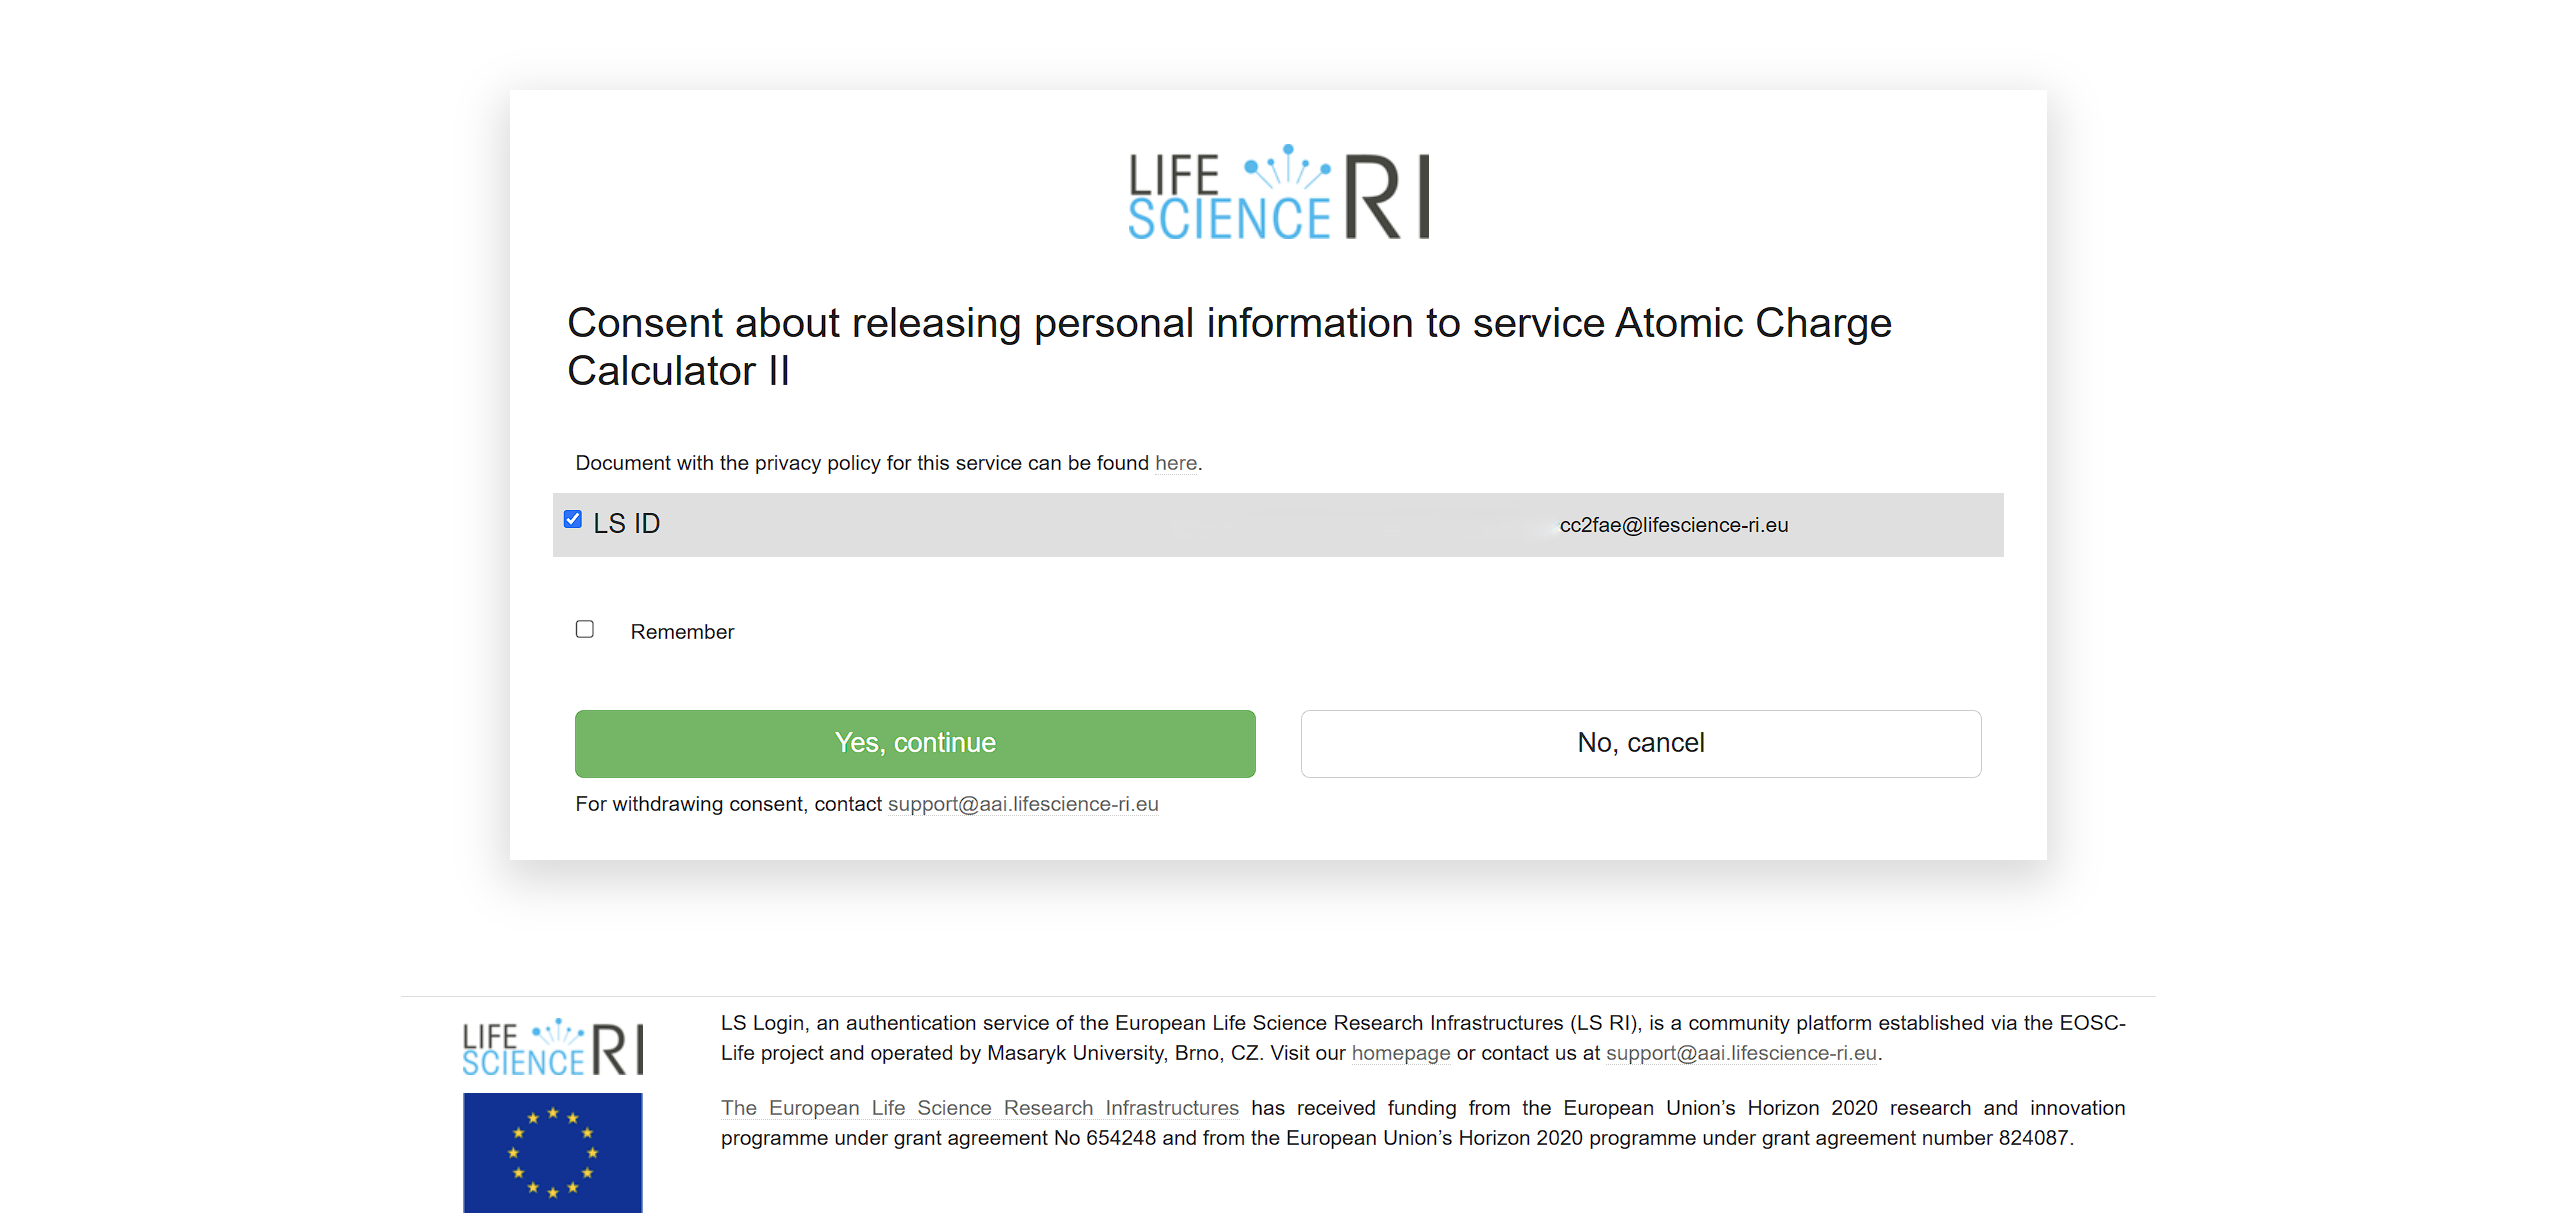 LIFE
SCIENCE RI
Consent about releasing personal information to service Atomic Charge
Calculator II
Document with the privacy policy for this service can be found here.
LS ID cc2fae@lifescience-ri.eu
Remember
Yes, continue No, cancel
For withdrawing consent, contact support@aai.lifescience-ri.eu
LIFE
SCIENCE RI
LS Login, an authentication service of the European Life Science Research Infrastructures (LS RI), is a community platform established via the EOSC-
Life project and operated by Masaryk University, Brno, CZ. Visit our homepage or contact us at support@aai.lifescience-ri.eu.
The European Life Science Research Infrastructures has received funding from the European Union’s Horizon 2020 research and innovation
programme under grant agreement No 654248 and from the European Union’s Horizon 2020 programme under grant agreement number 824087.